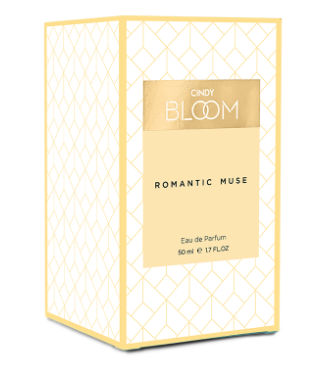 CINDY
BLOOM
ROMANTIC MUSE
Eau de Parfum
50 ml ℮ 1.7 FL.OZ